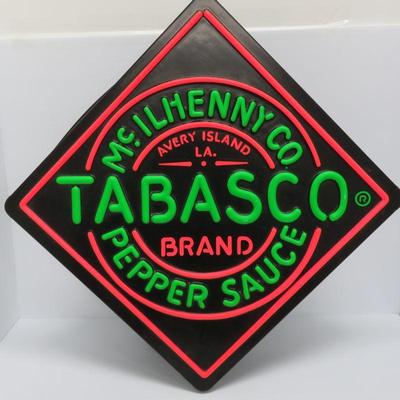 McILHENNY CO.
AVERY ISLAND
LA.
TABASCO®
BRAND
PEPPER SAUCE